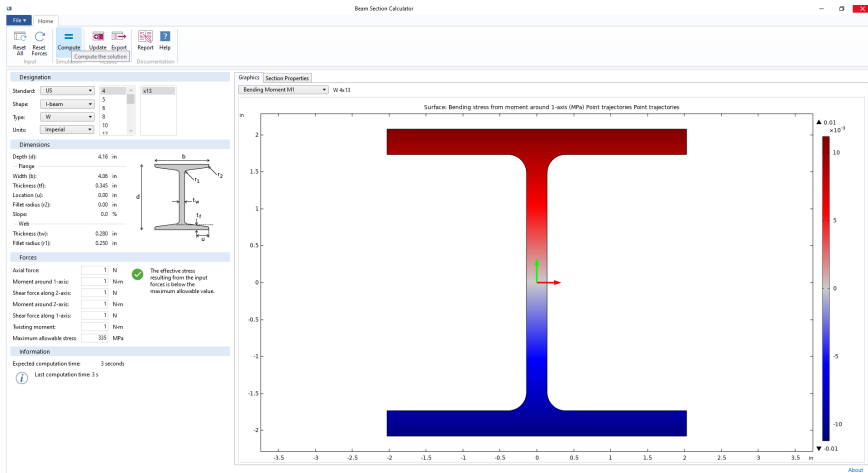 Beam Section Calculator
File Home
Reset All
Reset Forces
Compute
Update
Export
Report
Help
Compute the solution
Input
Documentation
Designation
Graphics Section Properties
Standard: US
Shape: I-beam
Type: W
Units: Imperial
4
5
6
8
10
12
x13
Bending Moment M1 W 4x13
Surface: Bending stress from moment around 1-axis (MPa) Point trajectories Point trajectories
Dimensions
Depth (d): 4.16 in
Flange
Width (b): 4.06 in
Thickness (tf): 0.345 in
Location (u): 0.00 in
Fillet radius (r2): 0.00 in
Slope: 0.0 %
Web
Thickness (tw): 0.280 in
Fillet radius (r1): 0.250 in
b
r1
r2
d
tw
tf
u
Forces
Axial force: 1 N
Moment around 1-axis: 1 N·m
Shear force along 2-axis: 1 N
Moment around 2-axis: 1 N·m
Shear force along 1-axis: 1 N
Twisting moment: 1 N·m
Maximum allowable stress: 335 MPa
The effective stress
resulting from the input
forces is below the
maximum allowable value.
Information
Expected computation time: 3 seconds
Last computation time: 3 s
in
2
1.5
1
0.5
0
-0.5
-1
-1.5
-2
-3.5 -3 -2.5 -2 -1.5 -1 -0.5 0 0.5 1 1.5 2 2.5 3 3.5 in
▲ 0.01
×10⁻³
10
5
0
-5
-10
▼ -0.01
About